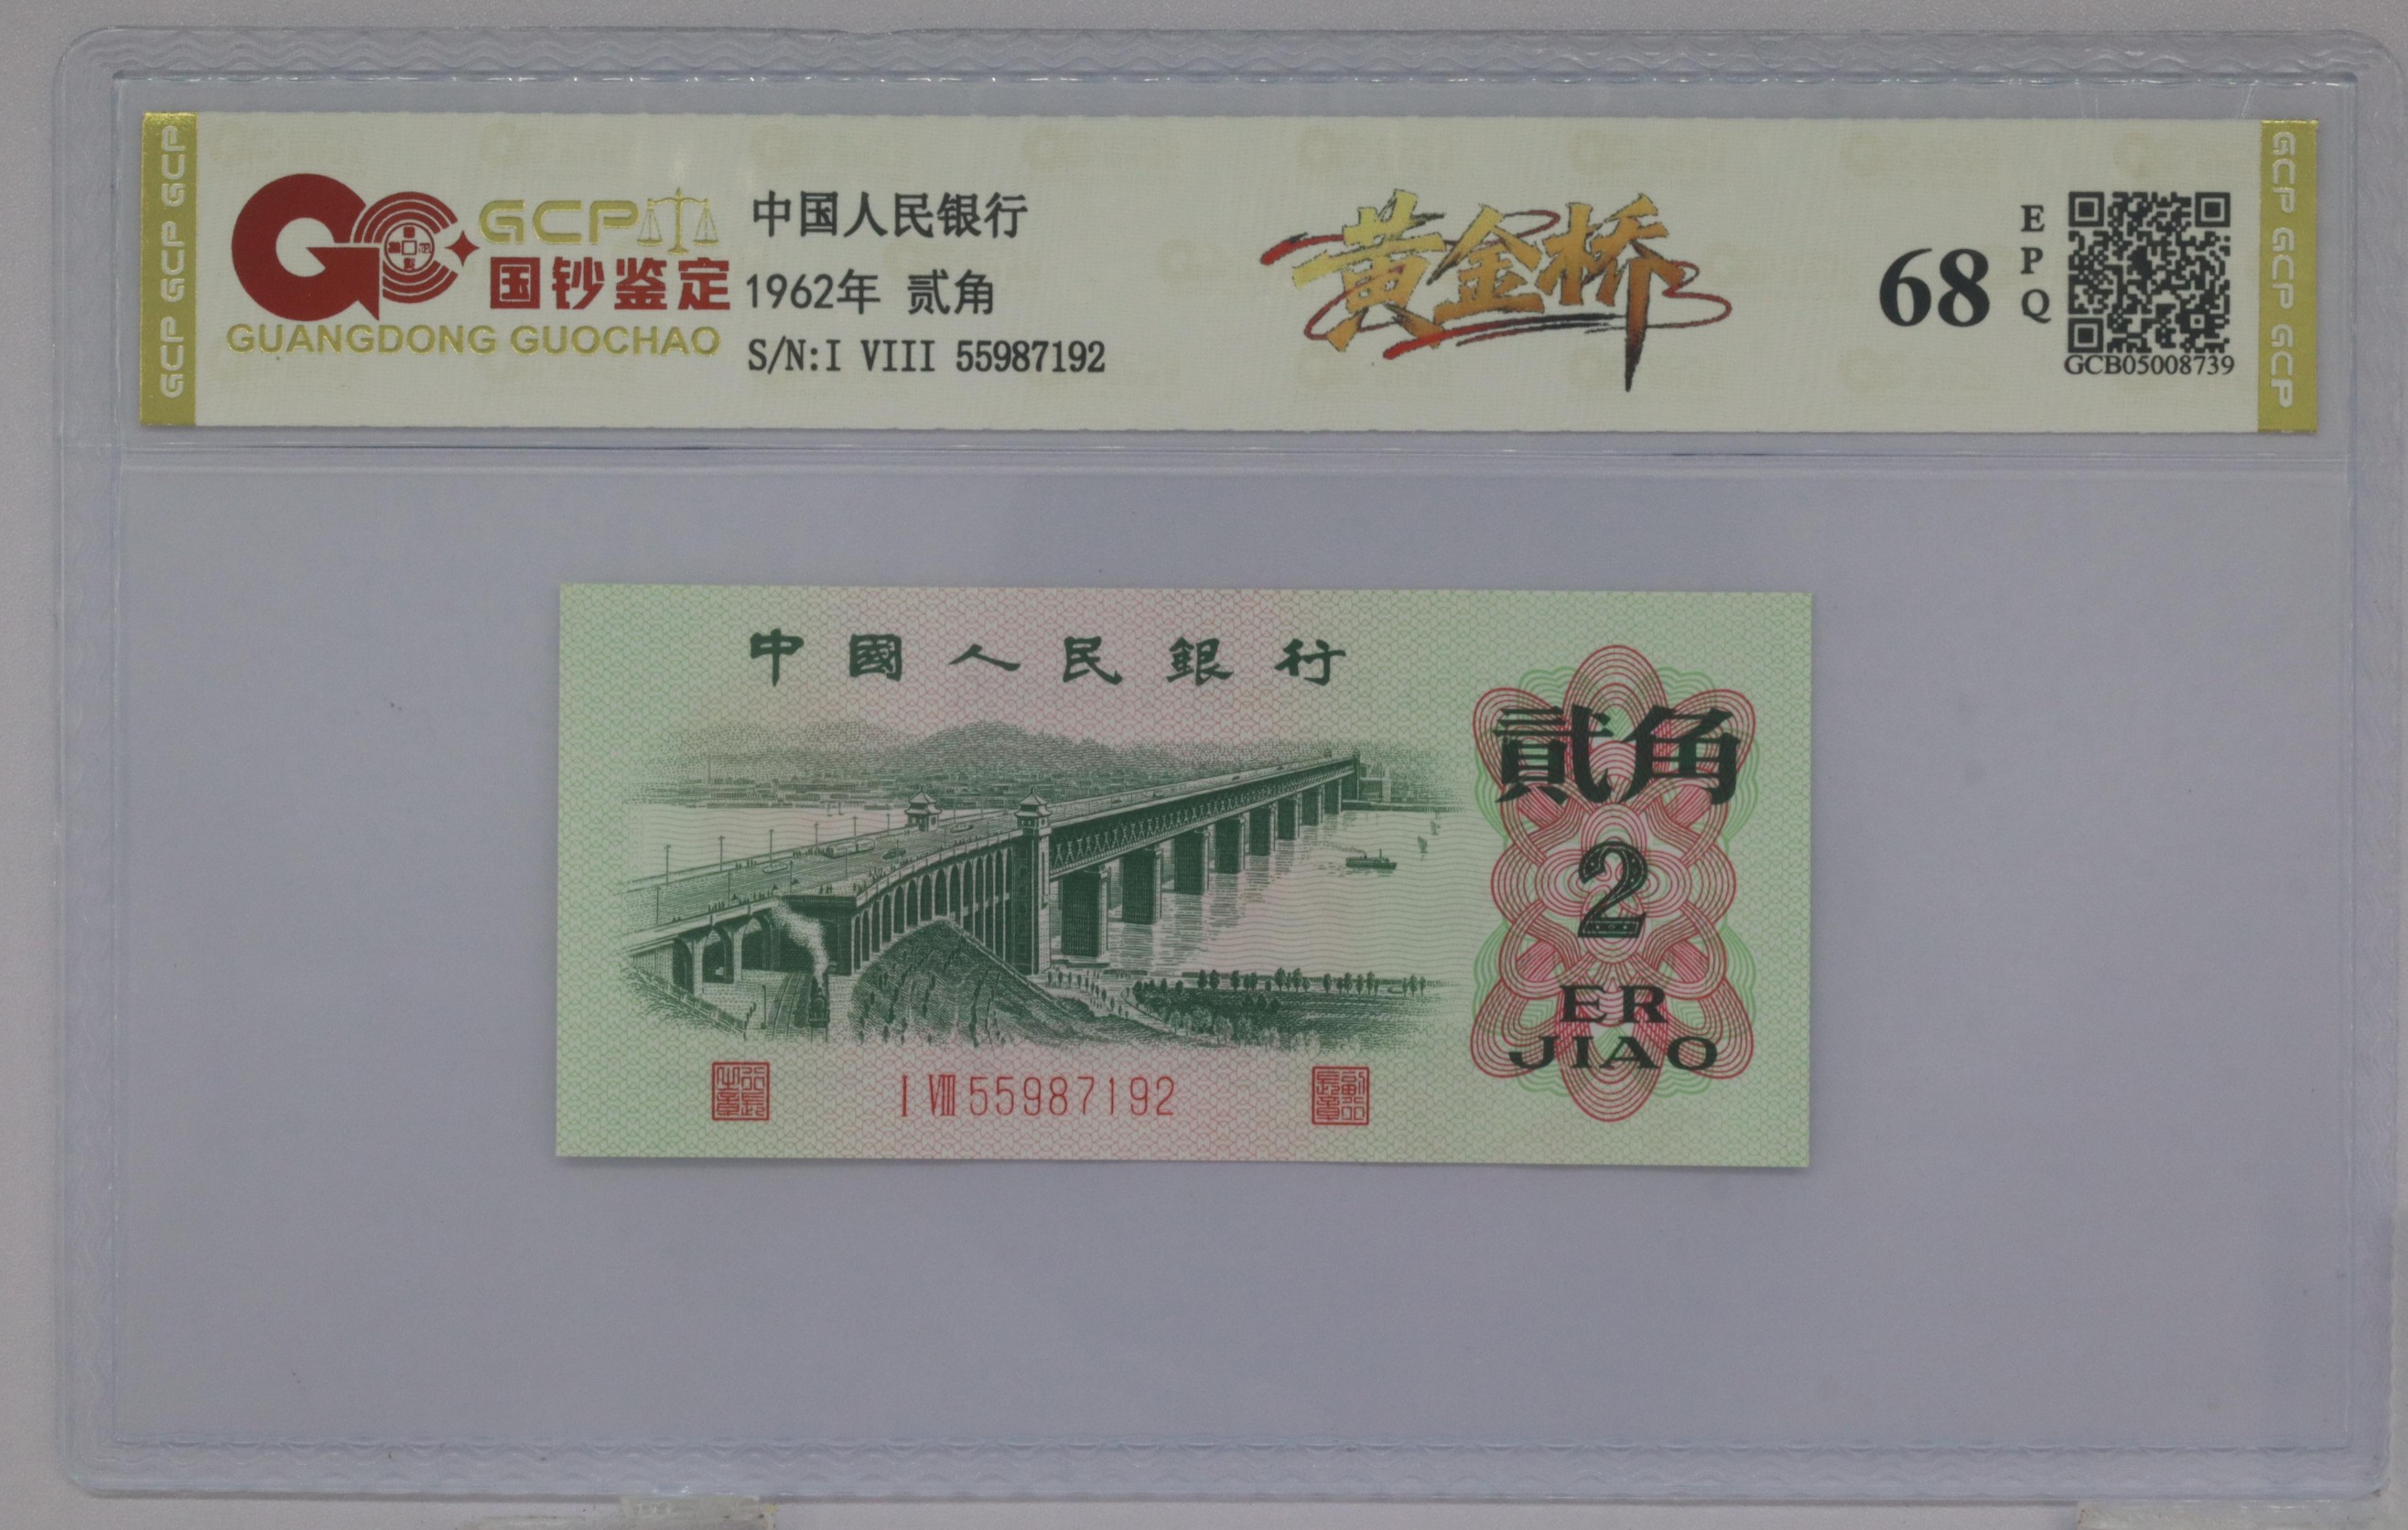 GCP GCP GCP
GCP
国钞鉴定
GUANGDONG GUOCHAO
中国人民银行
1962年 贰角
S/N:I VIII 55987192
黄金桥
68
EPQ
GCB05008739
GCP GCP GCP
中國人民銀行
貳角
2
ER
JIAO
I VIII 55987192